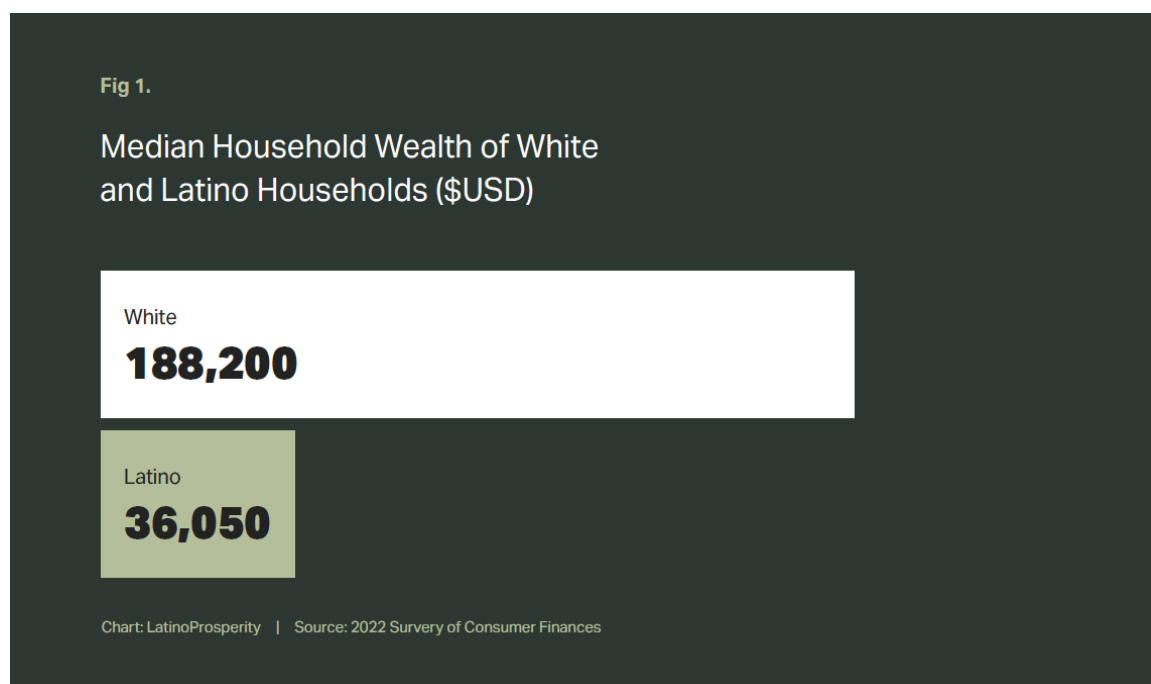 Fig 1.
Median Household Wealth of White
and Latino Households ($USD)
White
188,200
Latino
36,050
Chart: LatinoProsperity | Source: 2022 Survery of Consumer Finances